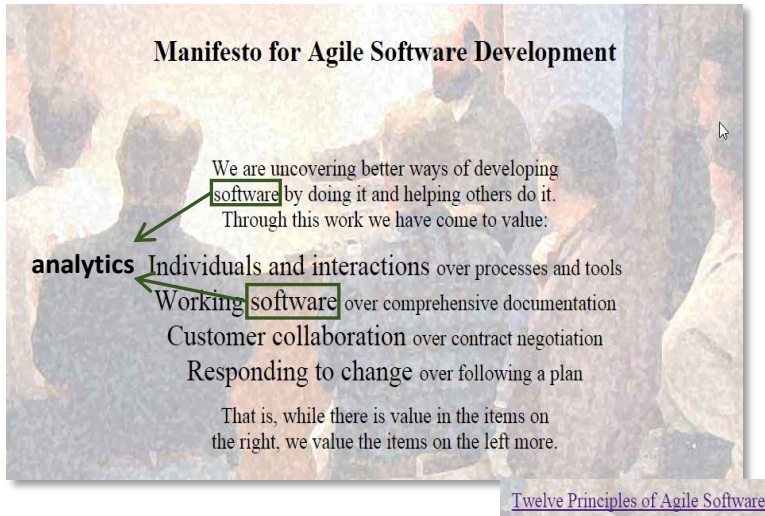 Manifesto for Agile Software Development
We are uncovering better ways of developing
software by doing it and helping others do it.
Through this work we have come to value:
analytics
Individuals and interactions over processes and tools
Working software over comprehensive documentation
Customer collaboration over contract negotiation
Responding to change over following a plan
That is, while there is value in the items on
the right, we value the items on the left more.
Twelve Principles of Agile Software